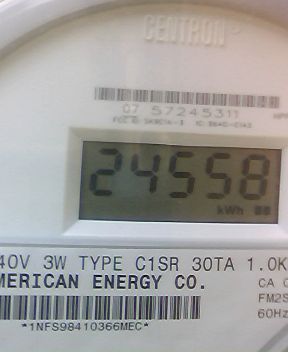 CENTRON®
07 57245311
24558
kWh
40V 3W TYPE C1SR 30TA 1.0K
MERICAN ENERGY CO.
CA
FM2S
60Hz
*1NFS98410366MEC*